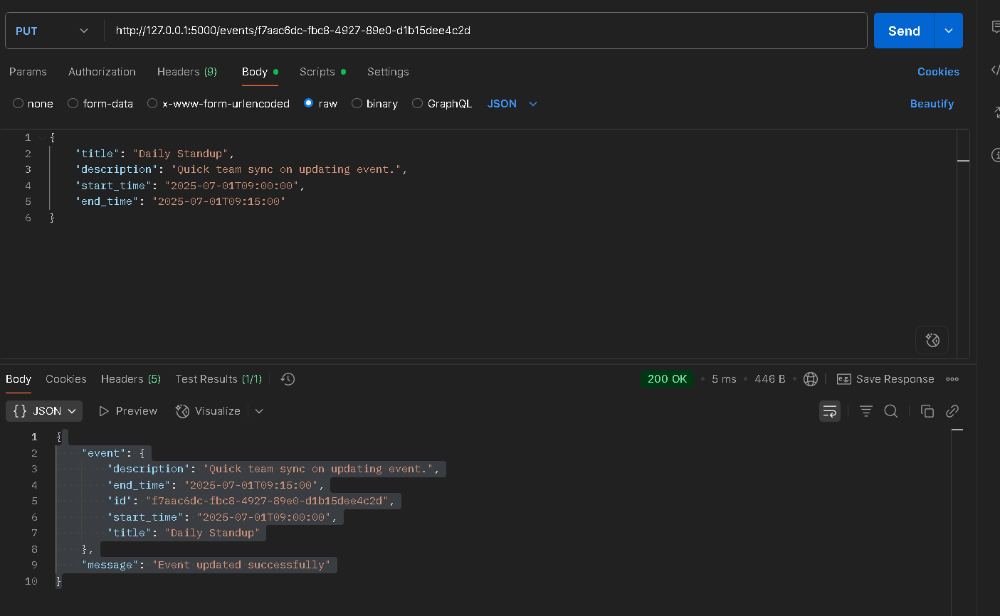 PUT http://127.0.0.1:5000/events/f7aac6dc-fbc8-4927-89e0-d1b15dee4c2d Send
Params Authorization Headers (9) Body Scripts Settings Cookies
none form-data x-www-form-urlencoded raw binary GraphQL JSON Beautify
1 {
2 "title": "Daily Standup",
3 "description": "Quick team sync on updating event.",
4 "start_time": "2025-07-01T09:00:00",
5 "end_time": "2025-07-01T09:15:00"
6 }
Body Cookies Headers (5) Test Results (1/1) 200 OK • 5 ms • 446 B • e.g. Save Response
{} JSON Preview Visualize
1 {
2 "event": {
3 "description": "Quick team sync on updating event.",
4 "end_time": "2025-07-01T09:15:00",
5 "id": "f7aac6dc-fbc8-4927-89e0-d1b15dee4c2d",
6 "start_time": "2025-07-01T09:00:00",
7 "title": "Daily Standup"
8 },
9 "message": "Event updated successfully"
10 }